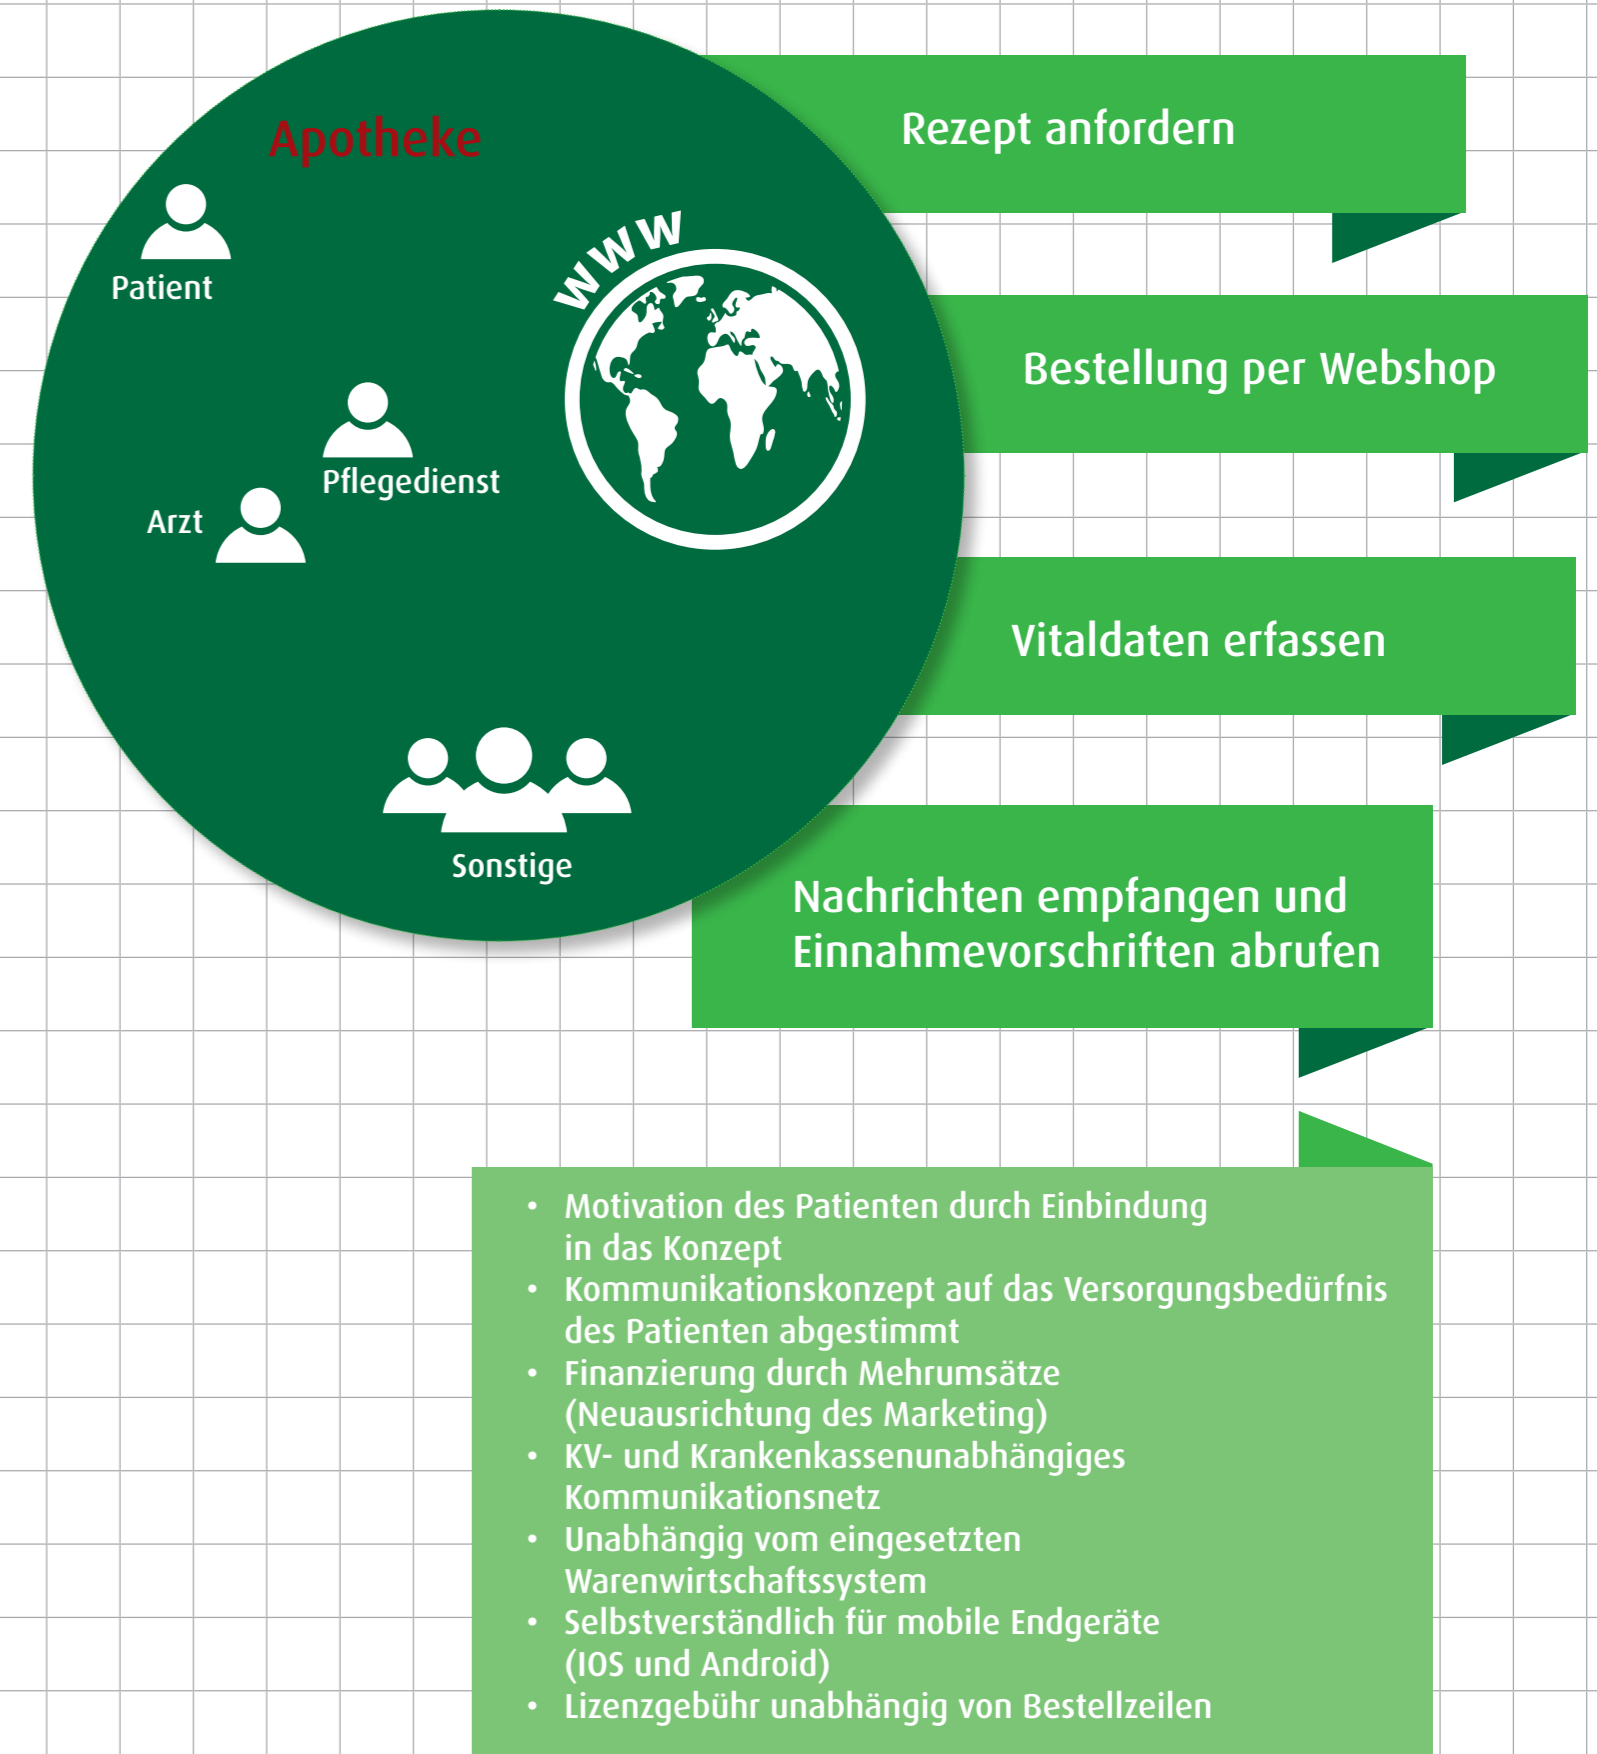 Apotheke
Patient
Pflegedienst
Arzt
Sonstige
WWW
Rezept anfordern
Bestellung per Webshop
Vitaldaten erfassen
Nachrichten empfangen und
Einnahmevorschriften abrufen
• Motivation des Patienten durch Einbindung
in das Konzept
• Kommunikationskonzept auf das Versorgungsbedürfnis
des Patienten abgestimmt
• Finanzierung durch Mehrumsätze
(Neuausrichtung des Marketing)
• KV- und Krankenkassenunabhängiges
Kommunikationsnetz
• Unabhängig vom eingesetzten
Warenwirtschaftssystem
• Selbstverständlich für mobile Endgeräte
(IOS und Android)
• Lizenzgebühr unabhängig von Bestellzeilen